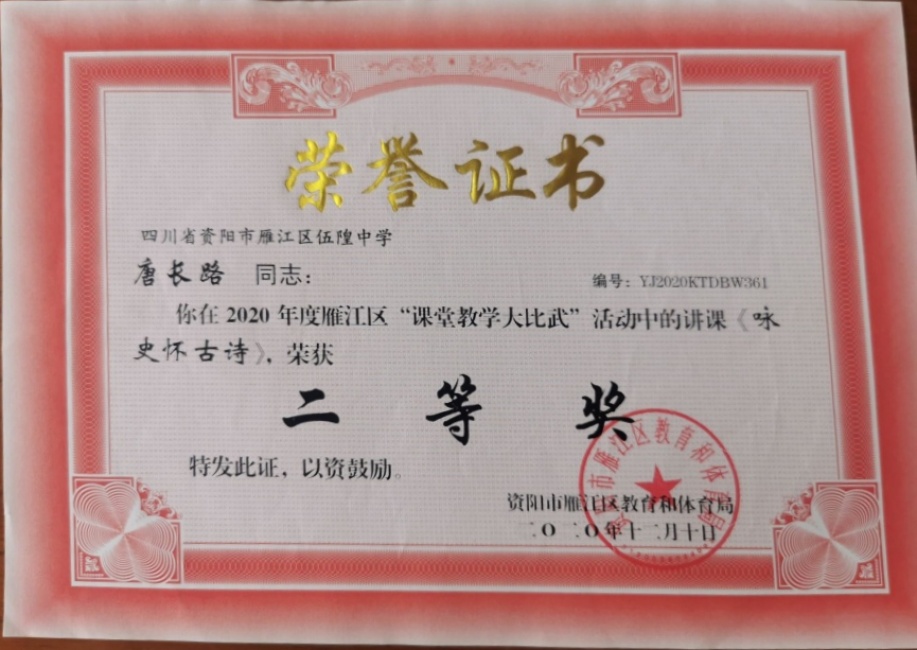 荣誉证书
四川省资阳市雁江区伍隍中学
唐长路 同志：
编号：YJ2020KTDBW361
你在2020年度雁江区“课堂教学大比武”活动中的讲课《咏
史怀古诗》，荣获
二等奖
特发此证，以资鼓励。
资阳市雁江区教育和体育局
二〇二〇年十二月十日